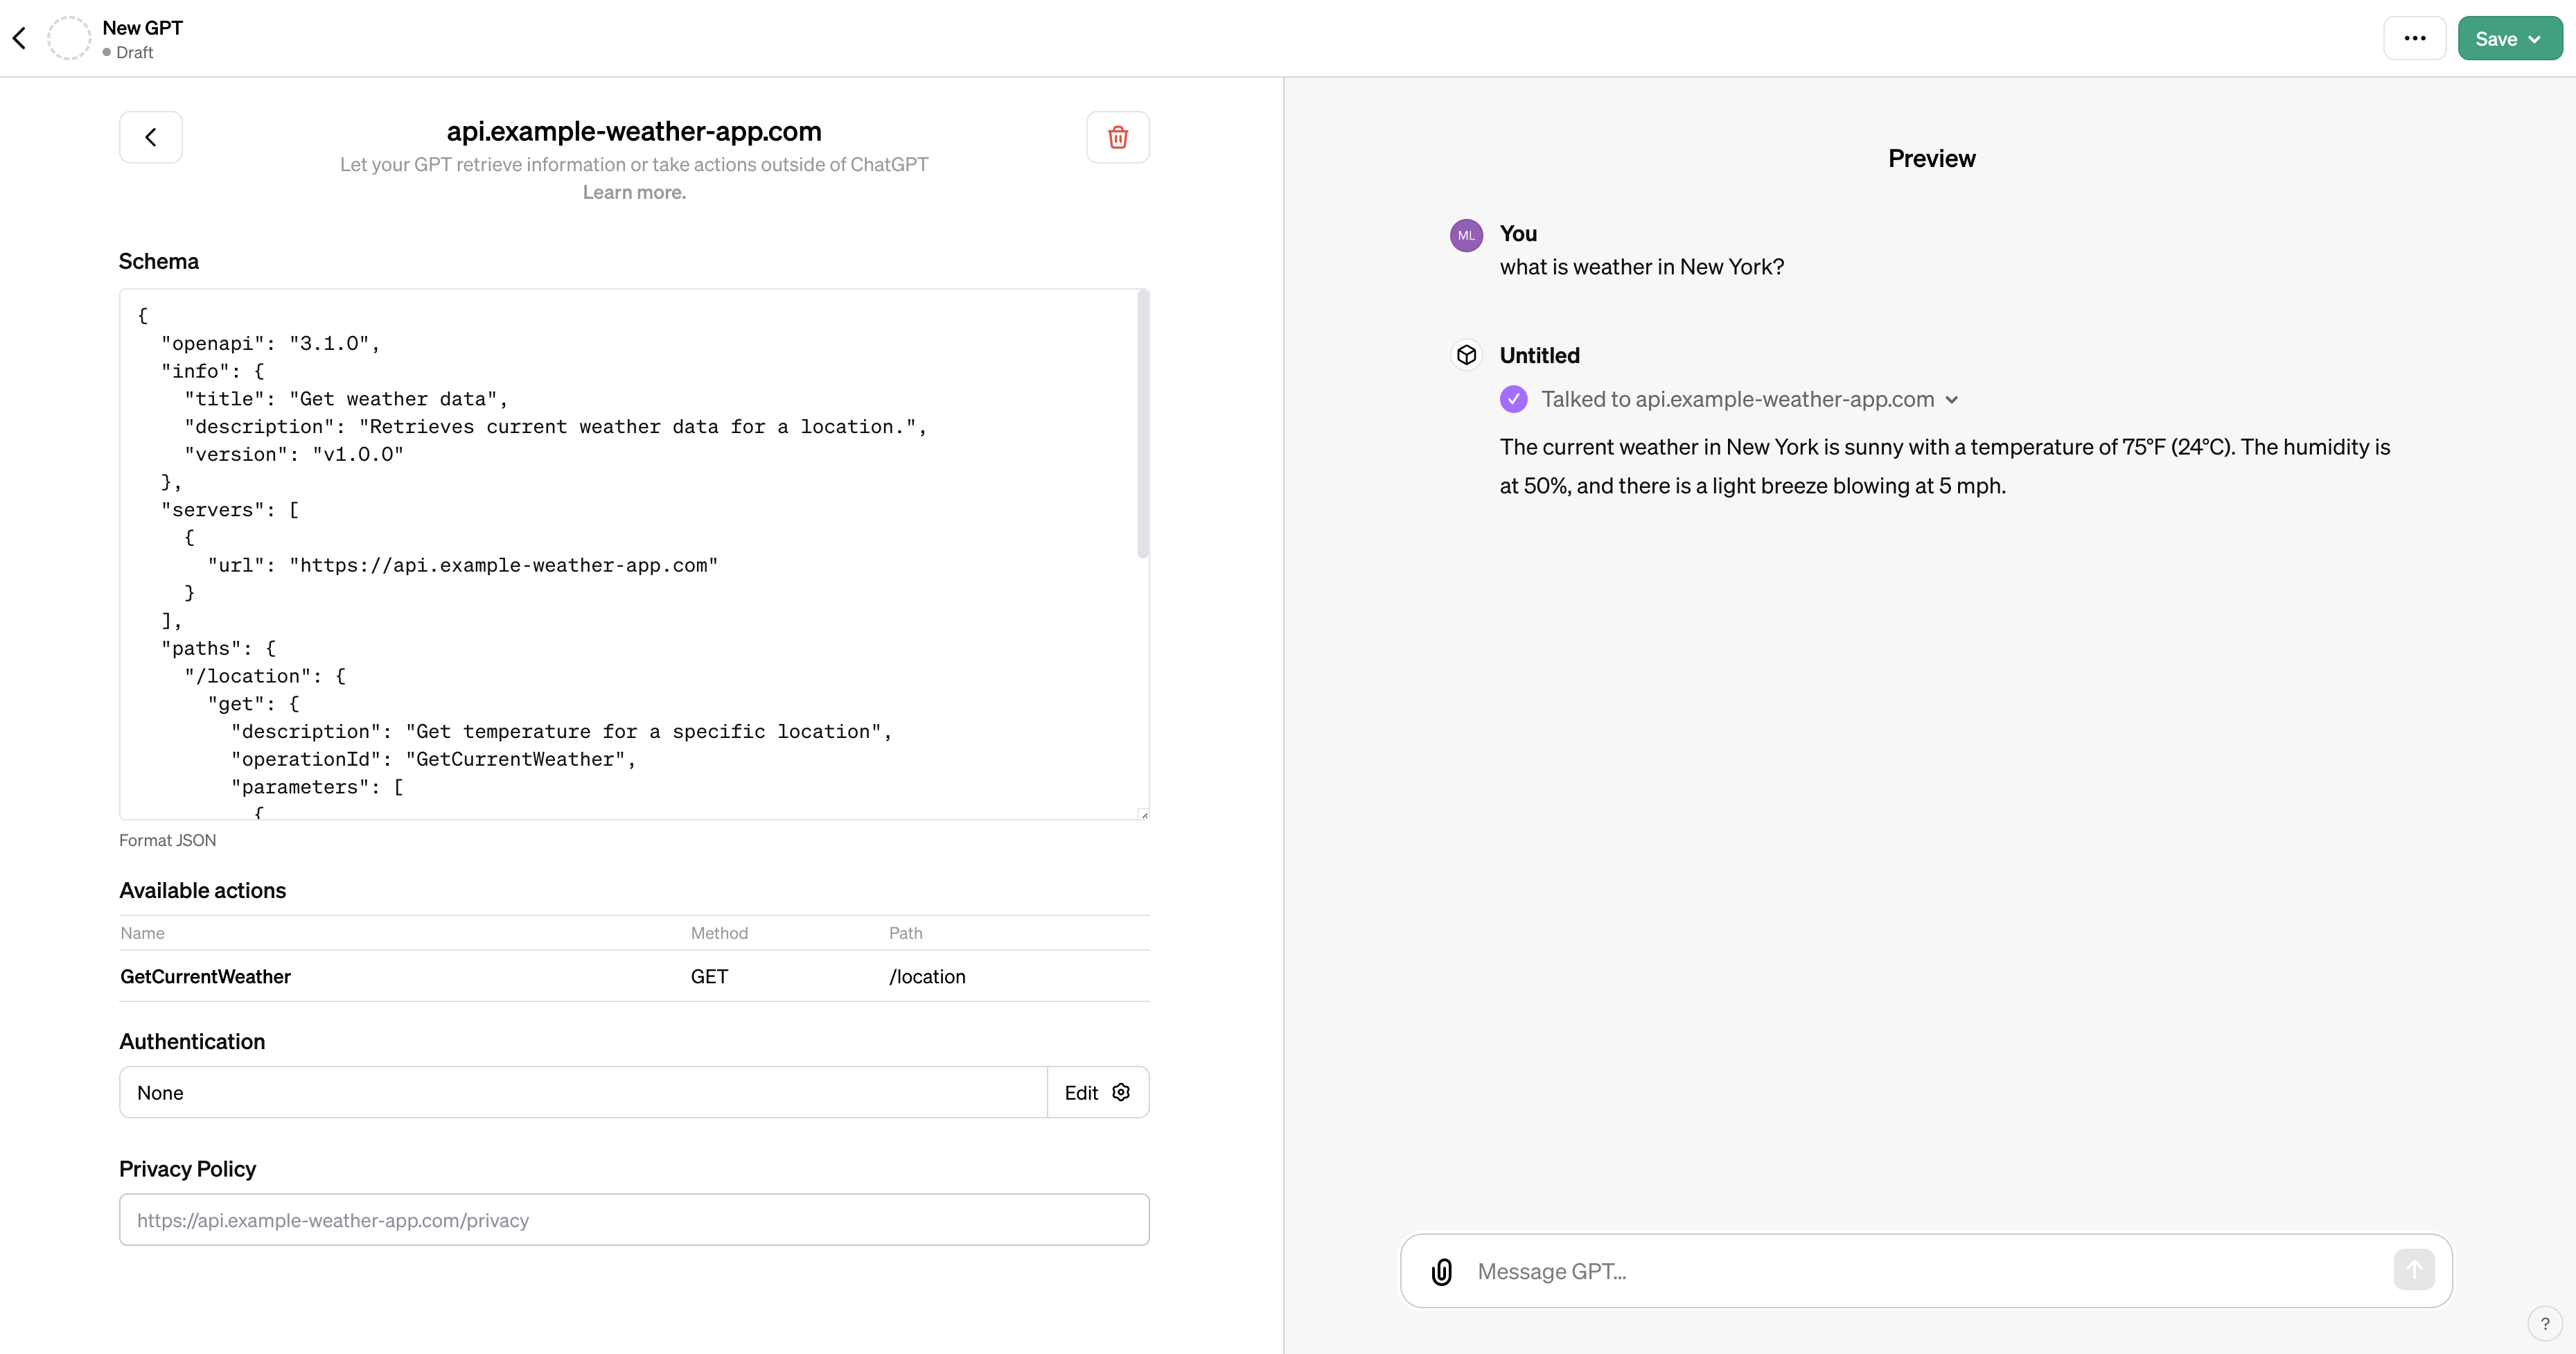 New GPT
Draft
Save
api.example-weather-app.com
Let your GPT retrieve information or take actions outside of ChatGPT
Learn more.
Schema
{
  "openapi": "3.1.0",
  "info": {
    "title": "Get weather data",
    "description": "Retrieves current weather data for a location.",
    "version": "v1.0.0"
  },
  "servers": [
    {
      "url": "https://api.example-weather-app.com"
    }
  ],
  "paths": {
    "/location": {
      "get": {
        "description": "Get temperature for a specific location",
        "operationId": "GetCurrentWeather",
        "parameters": [
          {
Format JSON
Available actions
Name Method Path
GetCurrentWeather GET /location
Authentication
None Edit
Privacy Policy
https://api.example-weather-app.com/privacy
Preview
ML You
what is weather in New York?
Untitled
Talked to api.example-weather-app.com
The current weather in New York is sunny with a temperature of 75°F (24°C). The humidity is
at 50%, and there is a light breeze blowing at 5 mph.
Message GPT...
?